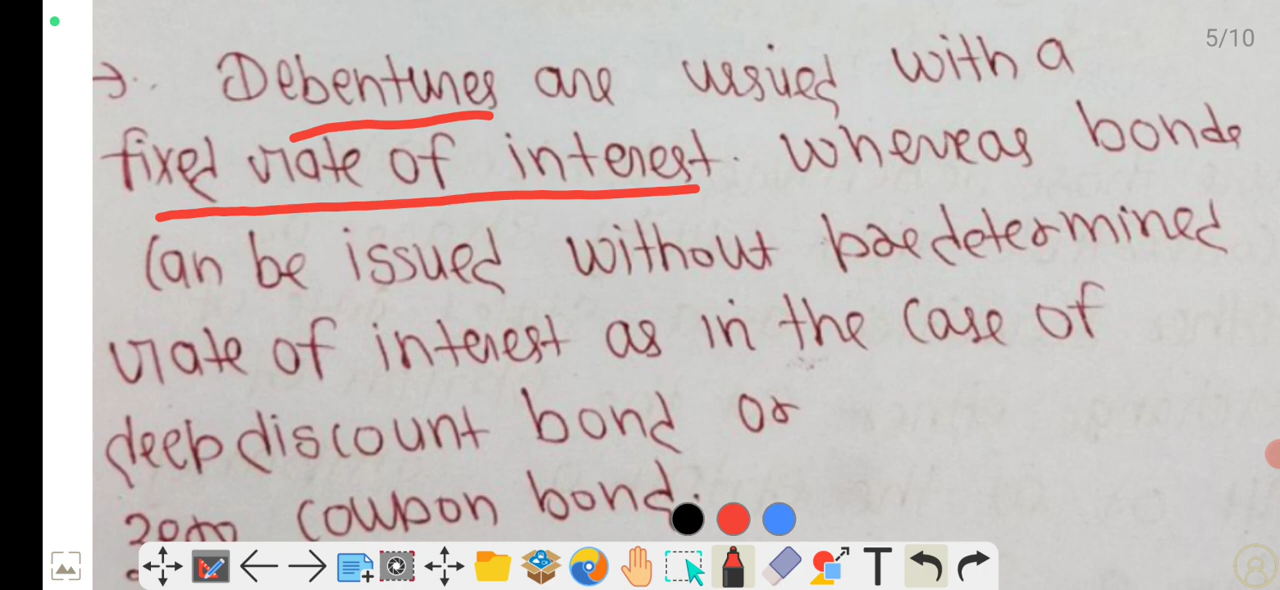 5/10
→. Debentures are issued with a
fixed rate of interest. whereas bonds
can be issued without predetermined
rate of interest as in the case of
deep discount bond or
zero coupon bond.
T